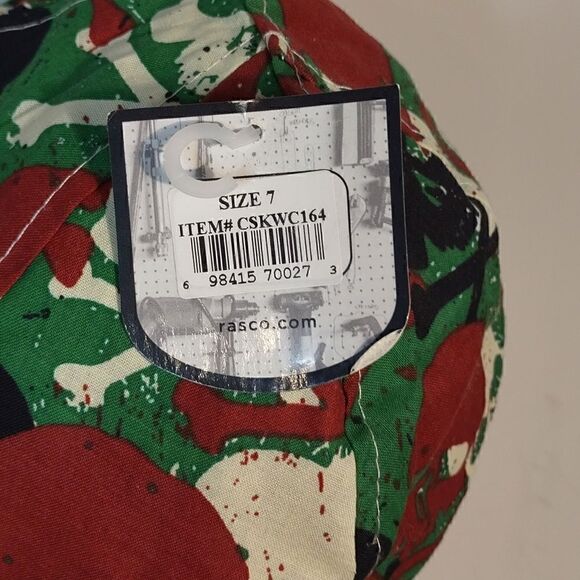 SIZE 7
ITEM# CSKWC164
6 98415 70027 3
rasco.com